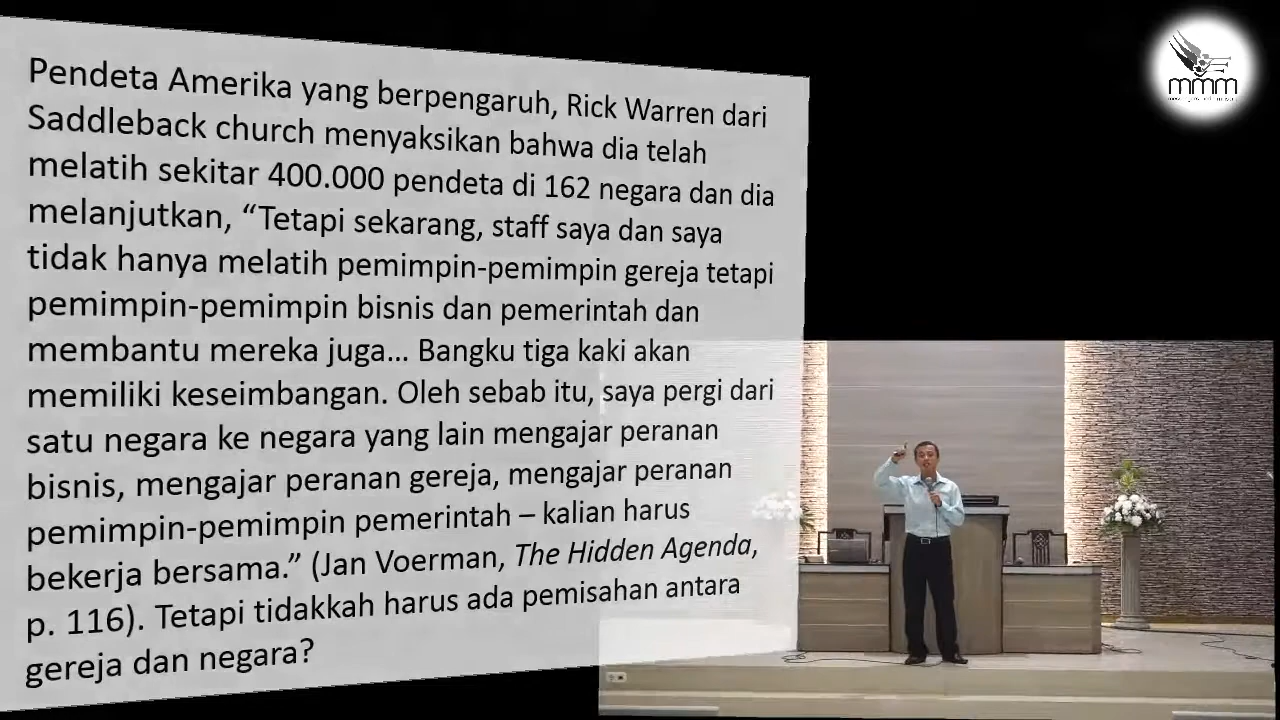 Pendeta Amerika yang berpengaruh, Rick Warren dari
Saddleback church menyaksikan bahwa dia telah
melatih sekitar 400.000 pendeta di 162 negara dan dia
melanjutkan, “Tetapi sekarang, staff saya dan saya
tidak hanya melatih pemimpin-pemimpin gereja tetapi
pemimpin-pemimpin bisnis dan pemerintah dan
membantu mereka juga... Bangku tiga kaki akan
memiliki keseimbangan. Oleh sebab itu, saya pergi dari
satu negara ke negara yang lain mengajar peranan
bisnis, mengajar peranan gereja, mengajar peranan
pemimpin-pemimpin pemerintah – kalian harus
bekerja bersama.” (Jan Voerman, The Hidden Agenda,
p. 116). Tetapi tidakkah harus ada pemisahan antara
gereja dan negara?
mmm